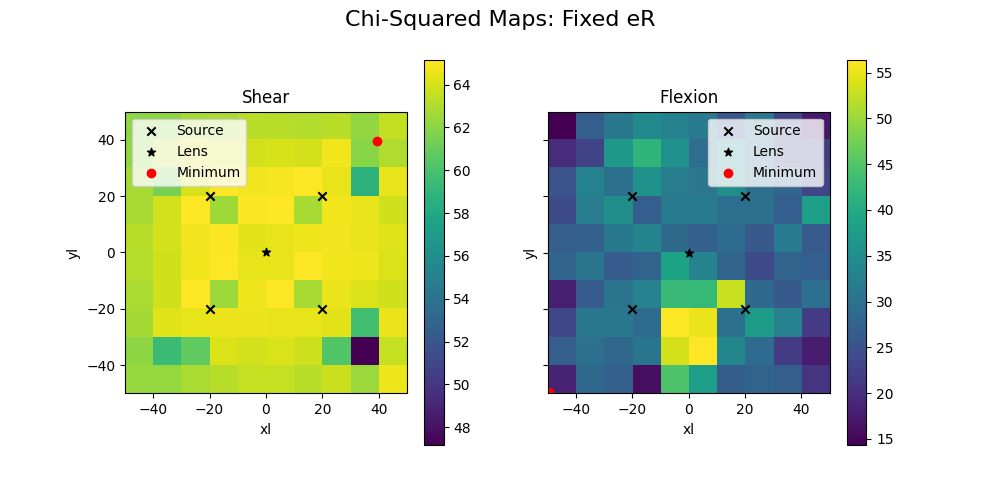 Chi-Squared Maps: Fixed eR
Shear
Source
Lens
Minimum
40
20
0
−20
−40
yl
−40
−20
0
20
40
xl
64
62
60
58
56
54
52
50
48
Flexion
Source
Lens
Minimum
yl
−40
−20
0
20
40
xl
55
50
45
40
35
30
25
20
15